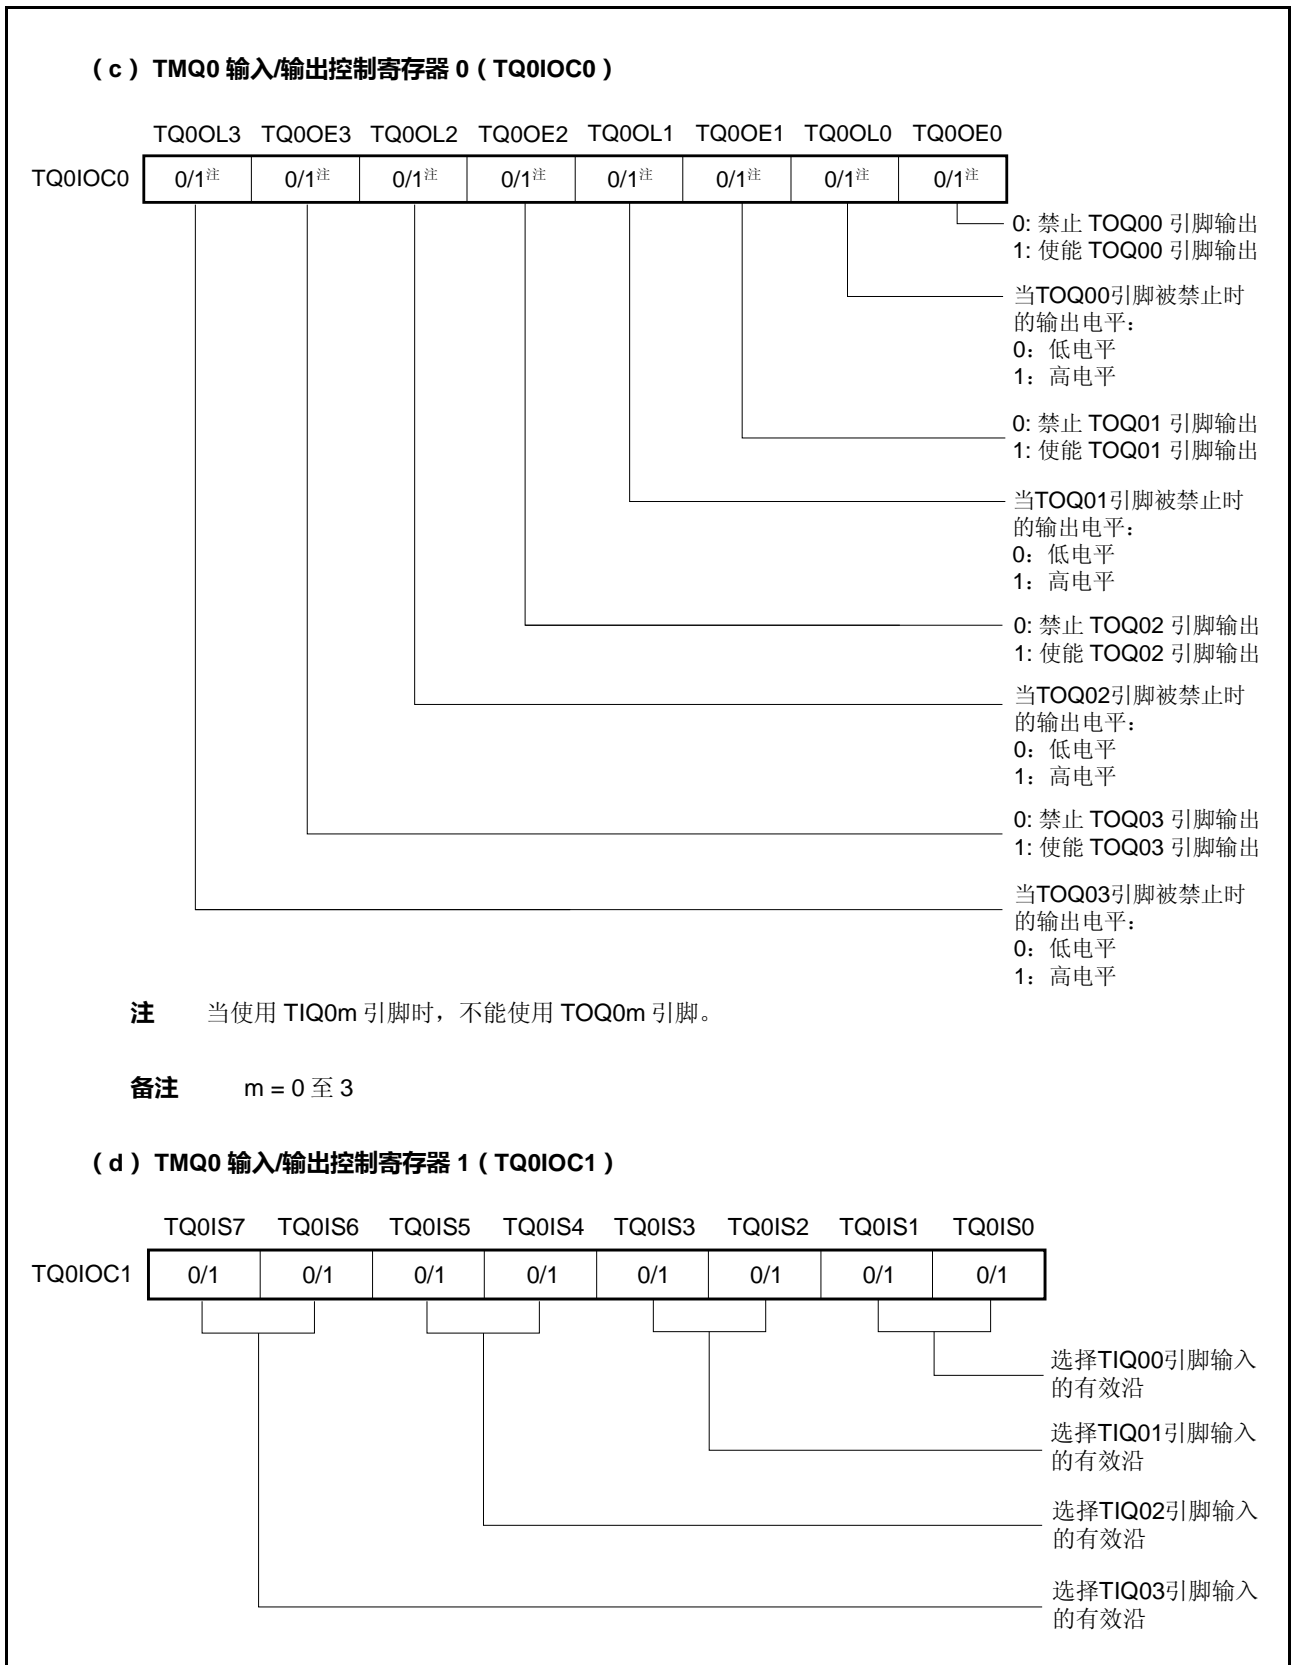 （c） TMQ0 输入/输出控制寄存器 0（TQ0IOC0）
TQ0OL3 TQ0OE3 TQ0OL2 TQ0OE2 TQ0OL1 TQ0OE1 TQ0OL0 TQ0OE0
TQ0IOC0 0/1注 0/1注 0/1注 0/1注 0/1注 0/1注 0/1注 0/1注
0: 禁止 TOQ00 引脚输出
1: 使能 TOQ00 引脚输出
当TOQ00引脚被禁止时
的输出电平：
0：低电平
1：高电平
0: 禁止 TOQ01 引脚输出
1: 使能 TOQ01 引脚输出
当TOQ01引脚被禁止时
的输出电平：
0：低电平
1：高电平
0: 禁止 TOQ02 引脚输出
1: 使能 TOQ02 引脚输出
当TOQ02引脚被禁止时
的输出电平：
0：低电平
1：高电平
0: 禁止 TOQ03 引脚输出
1: 使能 TOQ03 引脚输出
当TOQ03引脚被禁止时
的输出电平：
0：低电平
1：高电平
注 当使用 TIQ0m 引脚时，不能使用 TOQ0m 引脚。
备注 m = 0 至 3
（d） TMQ0 输入/输出控制寄存器 1（TQ0IOC1）
TQ0IS7 TQ0IS6 TQ0IS5 TQ0IS4 TQ0IS3 TQ0IS2 TQ0IS1 TQ0IS0
TQ0IOC1 0/1 0/1 0/1 0/1 0/1 0/1 0/1 0/1
选择TIQ00引脚输入
的有效沿
选择TIQ01引脚输入
的有效沿
选择TIQ02引脚输入
的有效沿
选择TIQ03引脚输入
的有效沿